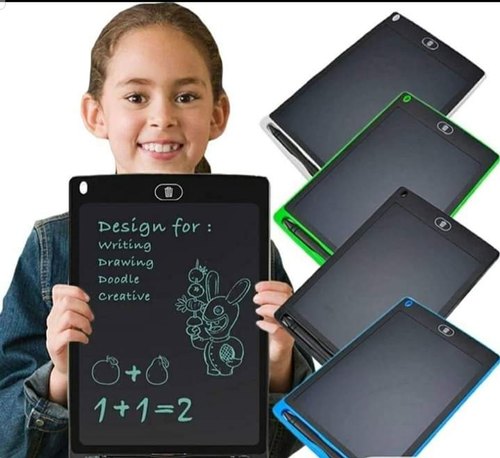 Design for :
Writing
Drawing
Doodle
Creative
+
1+1=2